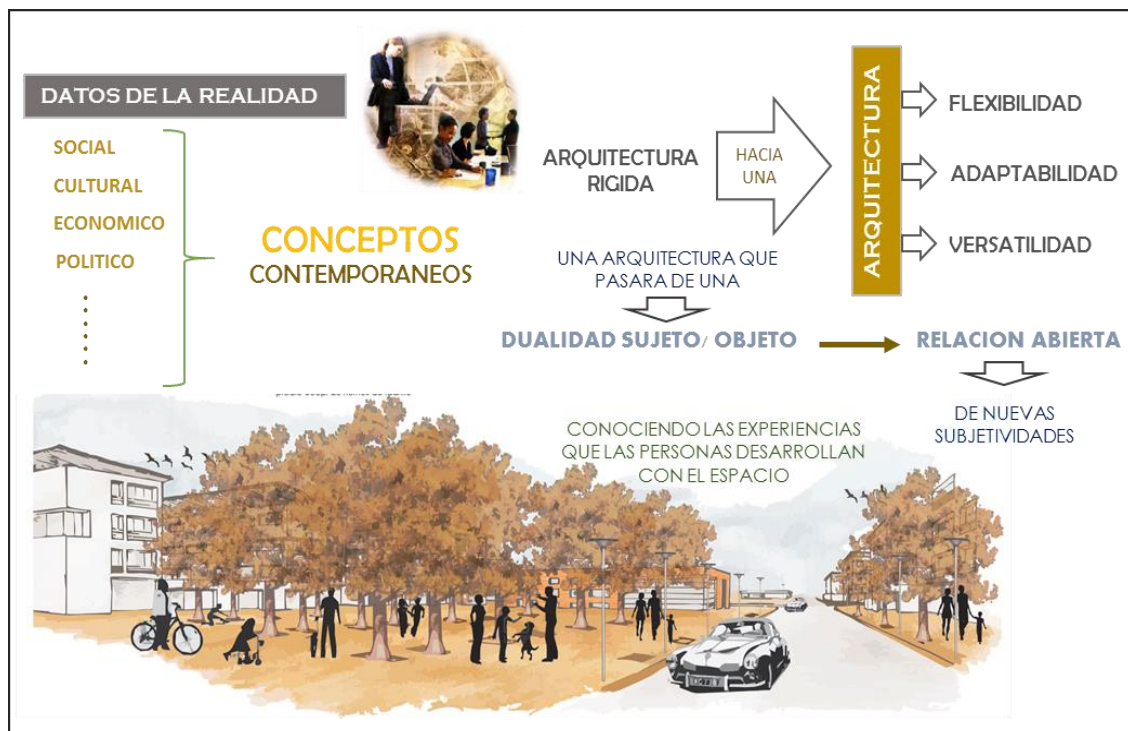 DATOS DE LA REALIDAD
SOCIAL
CULTURAL
ECONOMICO
POLITICO
CONCEPTOS
CONTEMPORANEOS
ARQUITECTURA
RIGIDA
HACIA
UNA
ARQUITECTURA
FLEXIBILIDAD
ADAPTABILIDAD
VERSATILIDAD
UNA ARQUITECTURA QUE
PASARA DE UNA
DUALIDAD SUJETO/ OBJETO
RELACION ABIERTA
DE NUEVAS
SUBJETIVIDADES
CONOCIENDO LAS EXPERIENCIAS
QUE LAS PERSONAS DESARROLLAN
CON EL ESPACIO